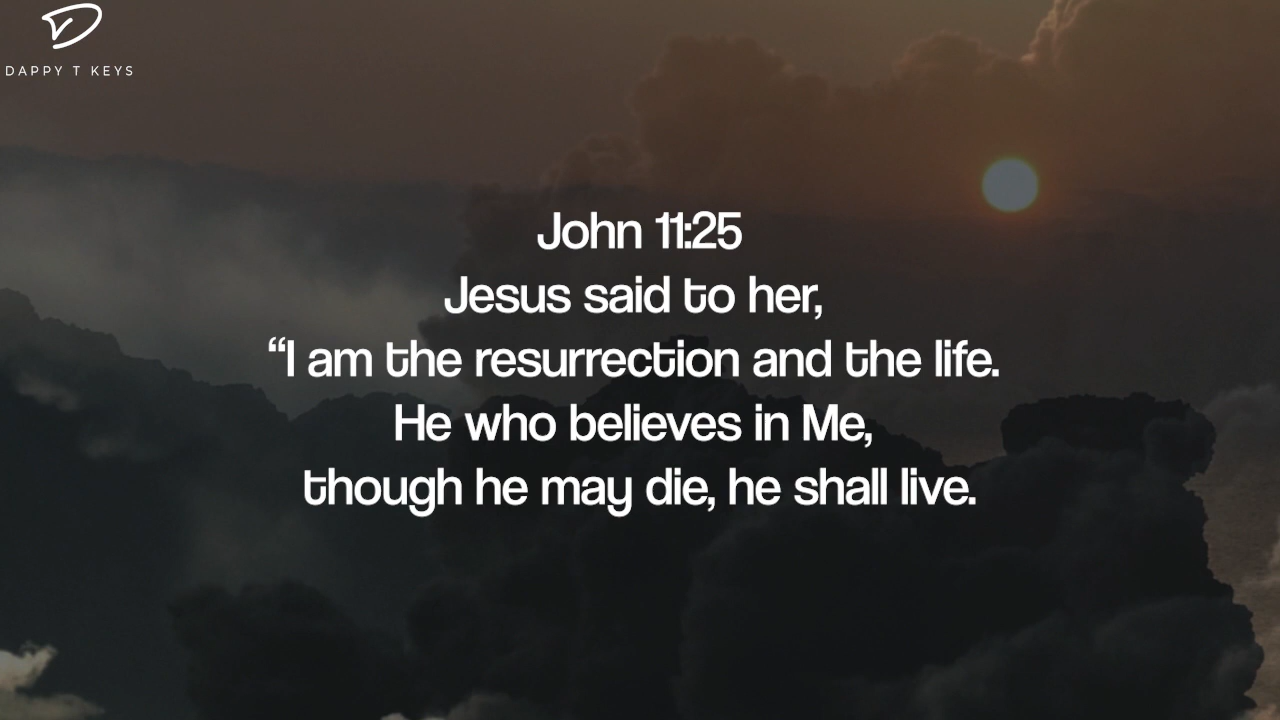 DAPPY T KEYS
John 11:25
Jesus said to her,
“I am the resurrection and the life.
He who believes in Me,
though he may die, he shall live.